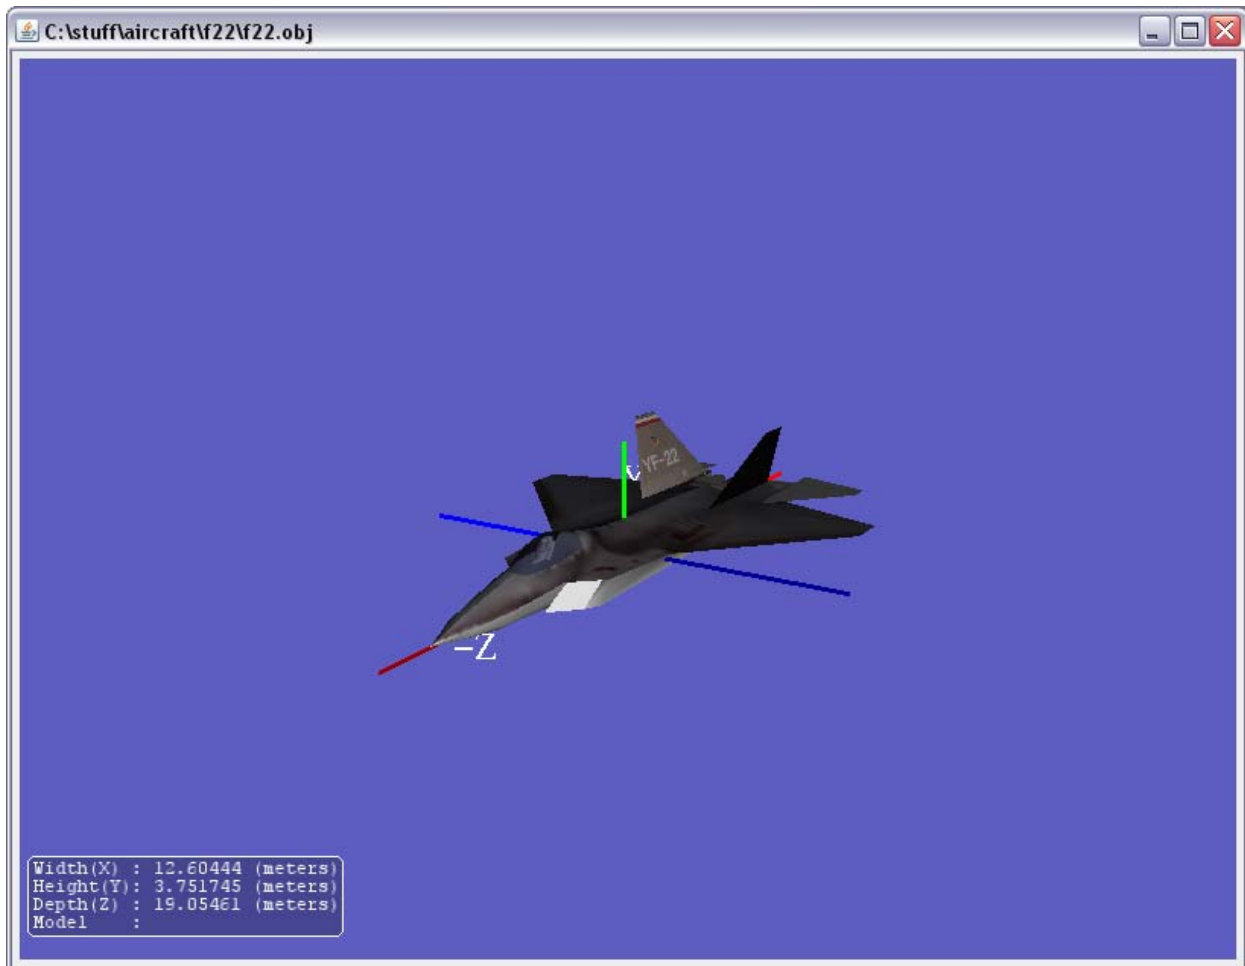 C:\stuff\aircraft\f22\f22.obj
YF-22
-Z
Width(X) : 12.60444 (meters)
Height(Y): 3.751745 (meters)
Depth(Z) : 19.05461 (meters)
Model    :